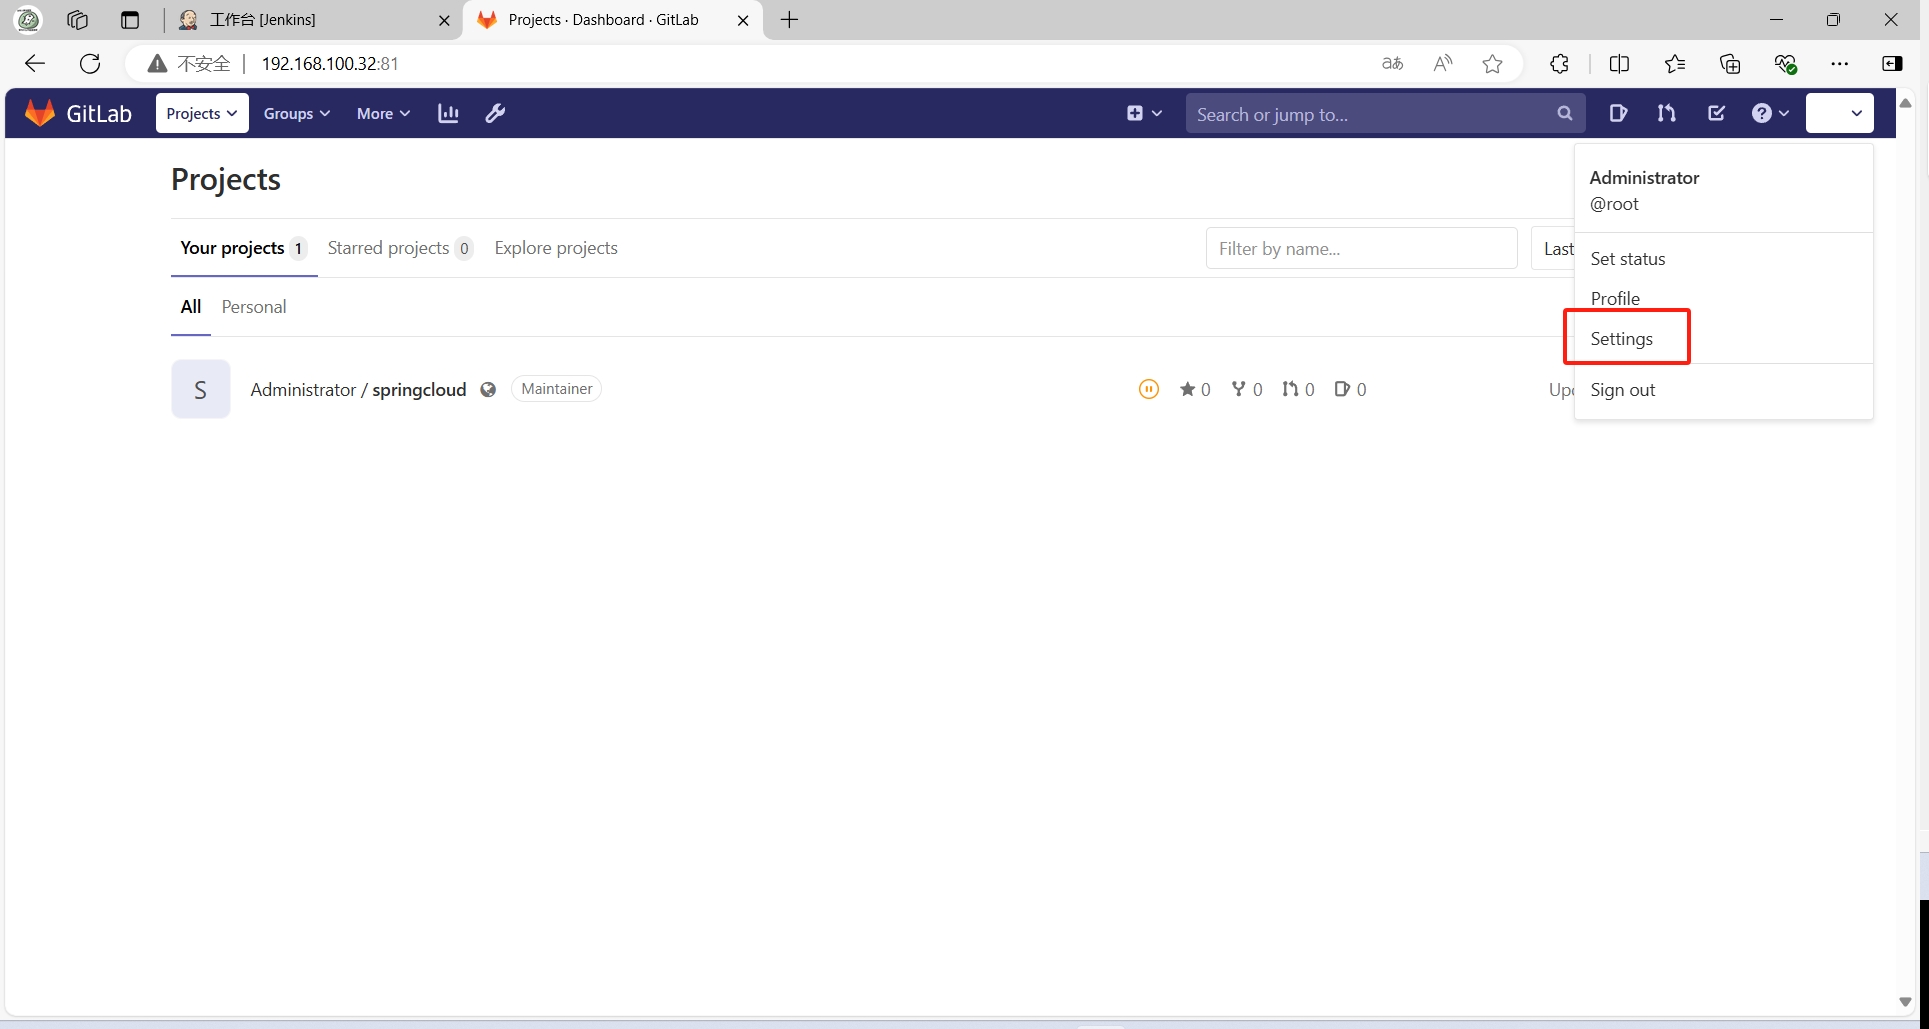 工作台 [Jenkins]
Projects · Dashboard · GitLab
不安全
192.168.100.32:81
aあ
GitLab
Projects
Groups
More
Search or jump to...
Projects
Administrator
@root
Your projects 1
Starred projects 0
Explore projects
Filter by name...
Last
Set status
Profile
Settings
Sign out
All
Personal
S
Administrator / springcloud
Maintainer
0
0
0
0